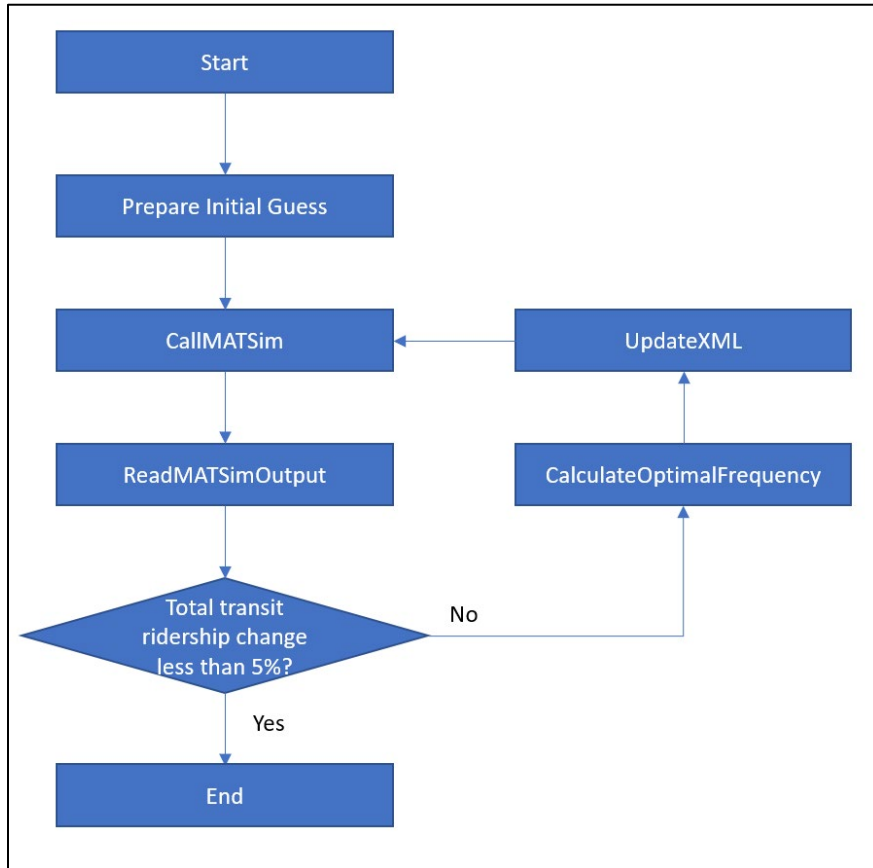 Start
Prepare Initial Guess
CallMATSim
UpdateXML
ReadMATSimOutput
CalculateOptimalFrequency
Total transit
ridership change
less than 5%?
No
Yes
End